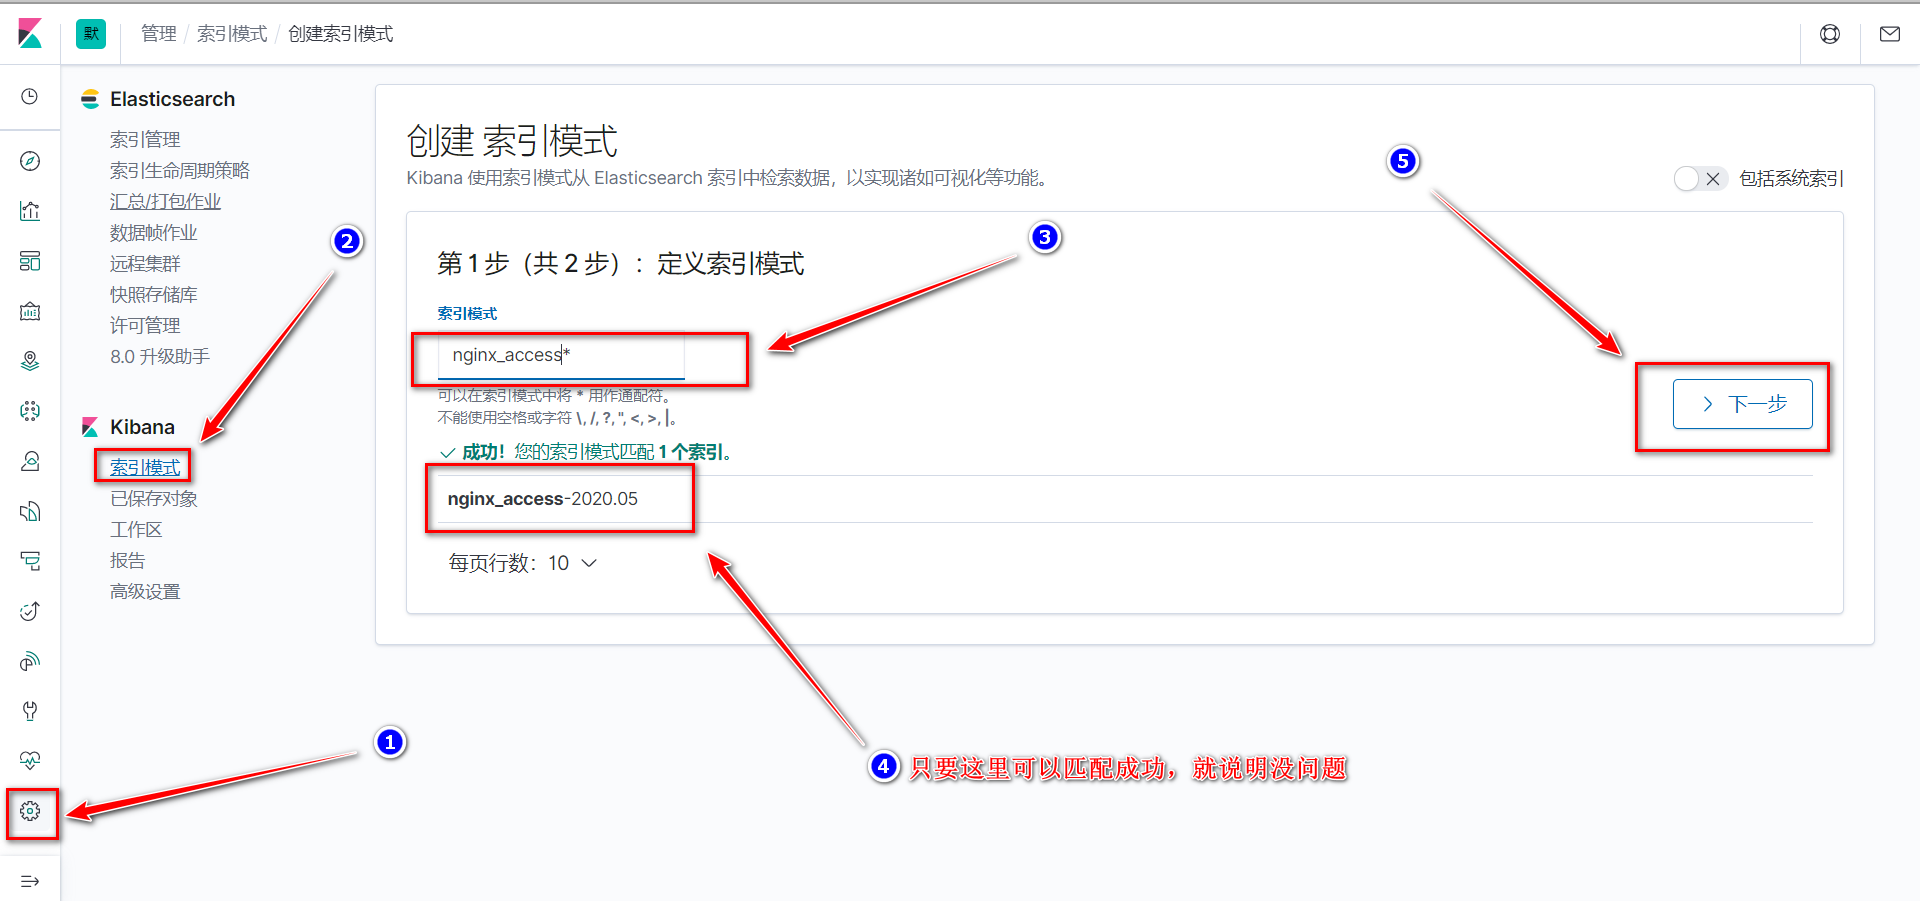 默
管理 / 索引模式 / 创建索引模式
Elasticsearch
索引管理
索引生命周期策略
汇总/打包作业
数据帧作业
远程集群
快照存储库
许可管理
8.0 升级助手
Kibana
索引模式
已保存对象
工作区
报告
高级设置
创建 索引模式
Kibana 使用索引模式从 Elasticsearch 索引中检索数据，以实现诸如可视化等功能。
包括系统索引
第 1 步（共 2 步）：定义索引模式
索引模式
nginx_access*
可以在索引模式中将 * 用作通配符。
不能使用空格或字符 \, /, ?, ", <, >, |。
成功！您的索引模式匹配 1 个索引。
nginx_access-2020.05
每页行数：10
下一步
1
2
3
4 只要这里可以匹配成功，就说明没问题
5